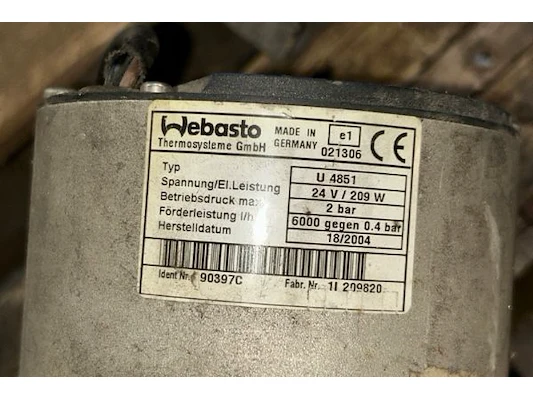 Webasto
Thermosysteme GmbH
MADE IN
GERMANY
e1
021306
CE
Typ U 4851
Spannung/El.Leistung 24 V / 209 W
Betriebsdruck max. 2 bar
Förderleistung l/h 6000 gegen 0.4 bar
Herstelldatum 18/2004
Ident Nr. 90397C Fabr. Nr. 1I 209820